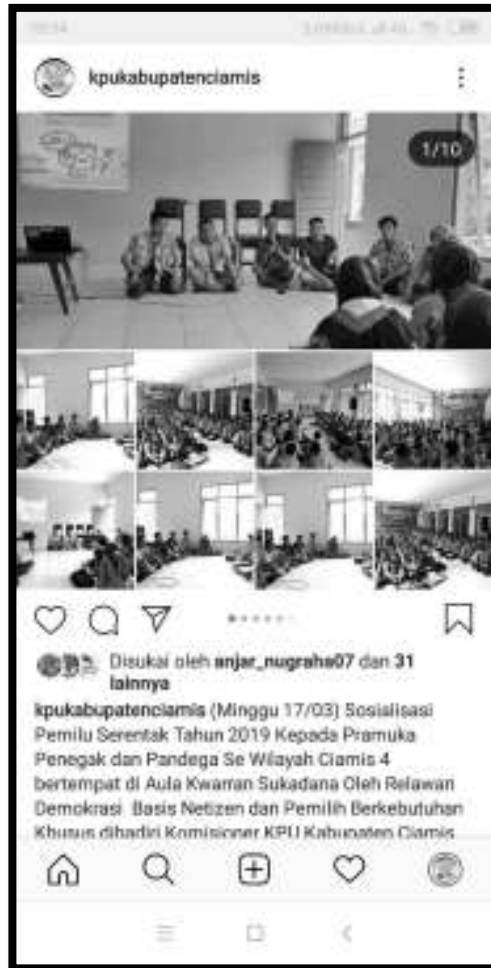 kpukabupatenciamis
1/10
Disukai oleh anjar_nugraha07 dan 31
lainnya
kpukabupatenciamis (Minggu 17/03) Sosialisasi
Pemilu Serentak Tahun 2019 Kepada Pramuka
Penegak dan Pandega Se Wilayah Ciamis 4
bertempat di Aula Kwarran Sukadana Oleh Relawan
Demokrasi Basis Netizen dan Pemilih Berkebutuhan
Khusus dihadiri Komisioner KPU Kabupaten Ciamis